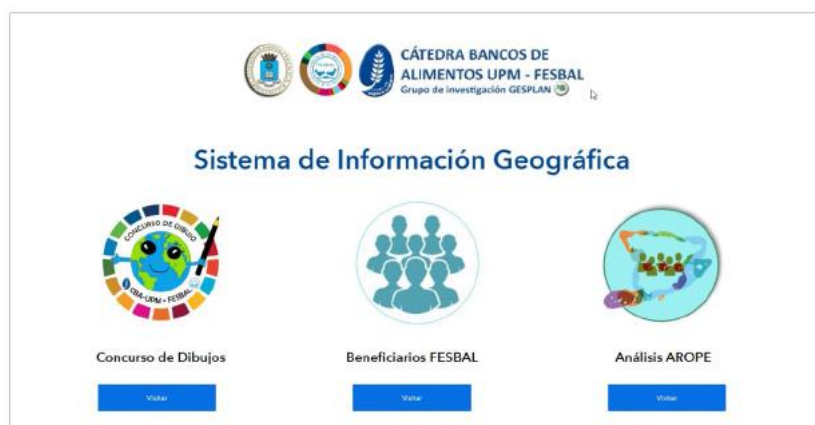 CÁTEDRA BANCOS DE
ALIMENTOS UPM - FESBAL
Grupo de investigación GESPLAN
Sistema de Información Geográfica
CONCURSO DE DIBUJO
CBA-UPM • FESBAL
Concurso de Dibujos
Beneficiarios FESBAL
Análisis AROPE
Visitar
Visitar
Visitar